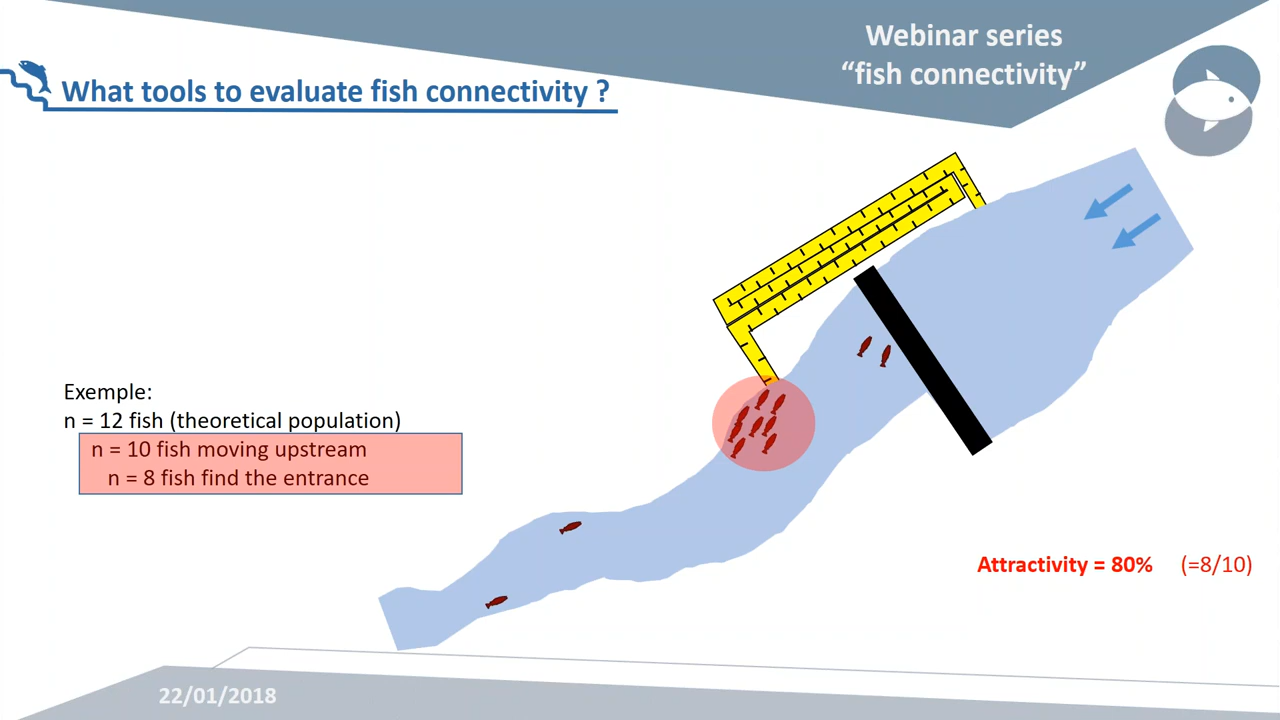 Webinar series
“fish connectivity”
What tools to evaluate fish connectivity ?
Exemple:
n = 12 fish (theoretical population)
n = 10 fish moving upstream
n = 8 fish find the entrance
Attractivity = 80% (=8/10)
22/01/2018